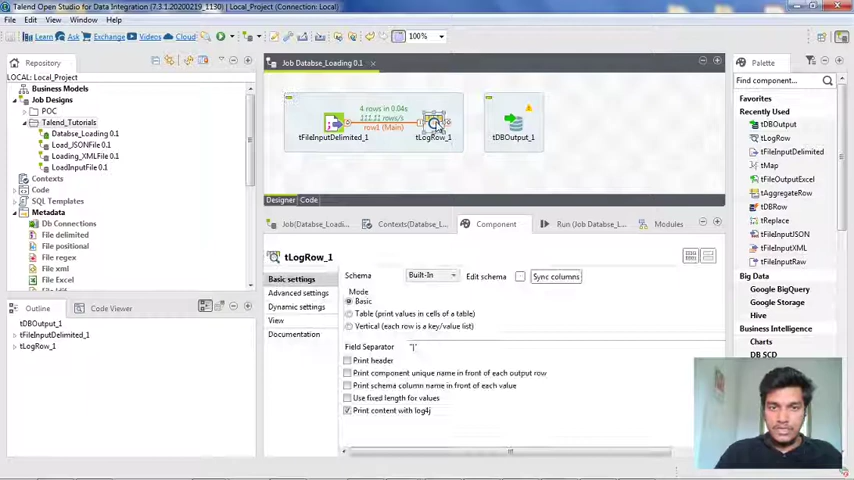 Talend Open Studio for Data Integration (7.3.1.20200219_1130) | Local_Project (Connection: Local)
File Edit View Window Help
Learn Ask Exchange Videos Cloud 100%
Repository
LOCAL: Local_Project
Business Models
Job Designs
POC
Talend_Tutorials
Databse_Loading 0.1
Load_JSONFile 0.1
Loading_XMLFile 0.1
LoadInputFile 0.1
Contexts
Code
SQL Templates
Metadata
Db Connections
File delimited
File positional
File regex
File xml
File Excel
Outline Code Viewer
tDBOutput_1
tFileInputDelimited_1
tLogRow_1
Job Databse_Loading 0.1
4 rows in 0.04s
111.11 rows/s
row1 (Main)
tFileInputDelimited_1 tLogRow_1 tDBOutput_1
Designer Code
Job(Databse_Loadi... Contexts(Databse_L... Component Run (Job Databse_L... Modules
tLogRow_1
Basic settings
Advanced settings
Dynamic settings
View
Documentation
Schema Built-In Edit schema Sync columns
Mode
Basic
Table (print values in cells of a table)
Vertical (each row is a key/value list)
Field Separator "|"
Print header
Print component unique name in front of each output row
Print schema column name in front of each value
Use fixed length for values
Print content with log4j
Palette
Find component...
Favorites
Recently Used
tDBOutput
tLogRow
tFileInputDelimited
tMap
tFileOutputExcel
tAggregateRow
tDBRow
tReplace
tFileInputJSON
tFileInputXML
tFileInputRaw
Big Data
Google BigQuery
Google Storage
Hive
Business Intelligence
Charts
DB SCD